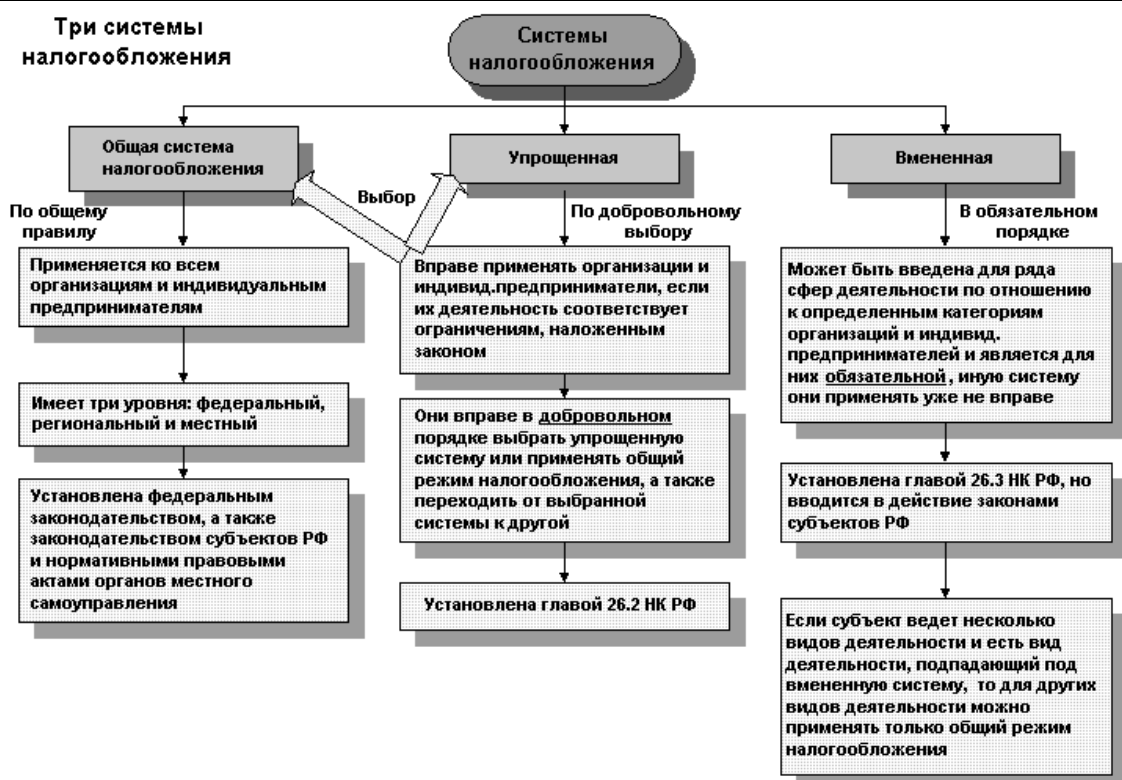 Три системы
налогообложения
Системы
налогообложения
Общая система
налогообложения
Упрощенная
Вмененная
Выбор
По общему
правилу
Применяется ко всем
организациям и индивидуальным
предпринимателям
Имеет три уровня: федеральный,
региональный и местный
Установлена федеральным
законодательством, а также
законодательством субъектов РФ
и нормативными правовыми
актами органов местного
самоуправления
По добровольному
выбору
Вправе применять организации и
индивид.предприниматели, если
их деятельность соответствует
ограничениям, наложенным
законом
Они вправе в добровольном
порядке выбрать упрощенную
систему или применять общий
режим налогообложения, а также
переходить от выбранной
системы к другой
Установлена главой 26.2 НК РФ
В обязательном
порядке
Может быть введена для ряда
сфер деятельности по отношению
к определенным категориям
организаций и индивид.
предпринимателей и является для
них обязательной, иную систему
они применять уже не вправе
Установлена главой 26.3 НК РФ, но
вводится в действие законами
субъектов РФ
Если субъект ведет несколько
видов деятельности и есть вид
деятельности, подпадающий под
вмененную систему, то для других
видов деятельности можно
применять только общий режим
налогообложения